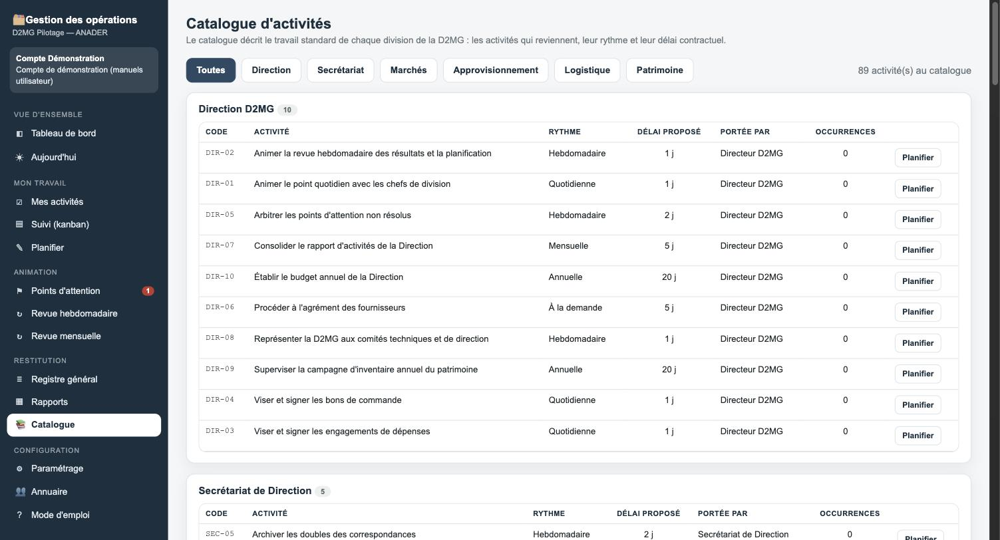 Gestion des opérations
D2MG Pilotage — ANADER
Compte Démonstration
Compte de démonstration (manuels
utilisateur)
VUE D'ENSEMBLE
Tableau de bord
Aujourd'hui
MON TRAVAIL
Mes activités
Suivi (kanban)
Planifier
ANIMATION
Points d'attention 1
Revue hebdomadaire
Revue mensuelle
RESTITUTION
Registre général
Rapports
Catalogue
CONFIGURATION
Paramétrage
Annuaire
? Mode d'emploi
Catalogue d'activités
Le catalogue décrit le travail standard de chaque division de la D2MG : les activités qui reviennent, leur rythme et leur délai contractuel.
Toutes Direction Secrétariat Marchés Approvisionnement Logistique Patrimoine 89 activité(s) au catalogue
Direction D2MG 10
CODE ACTIVITÉ RYTHME DÉLAI PROPOSÉ PORTÉE PAR OCCURRENCES
DIR-02 Animer la revue hebdomadaire des résultats et la planification Hebdomadaire 1 j Directeur D2MG 0 Planifier
DIR-01 Animer le point quotidien avec les chefs de division Quotidienne 1 j Directeur D2MG 0 Planifier
DIR-05 Arbitrer les points d'attention non résolus Hebdomadaire 2 j Directeur D2MG 0 Planifier
DIR-07 Consolider le rapport d'activités de la Direction Mensuelle 5 j Directeur D2MG 0 Planifier
DIR-10 Établir le budget annuel de la Direction Annuelle 20 j Directeur D2MG 0 Planifier
DIR-06 Procéder à l'agrément des fournisseurs À la demande 5 j Directeur D2MG 0 Planifier
DIR-08 Représenter la D2MG aux comités techniques et de direction Hebdomadaire 1 j Directeur D2MG 0 Planifier
DIR-09 Superviser la campagne d'inventaire annuel du patrimoine Annuelle 20 j Directeur D2MG 0 Planifier
DIR-04 Viser et signer les bons de commande Quotidienne 1 j Directeur D2MG 0 Planifier
DIR-03 Viser et signer les engagements de dépenses Quotidienne 1 j Directeur D2MG 0 Planifier
Secrétariat de Direction 5
CODE ACTIVITÉ RYTHME DÉLAI PROPOSÉ PORTÉE PAR OCCURRENCES
SEC-05 Archiver les doubles des correspondances Hebdomadaire 2 j Secrétariat de Direction 0 Planifier